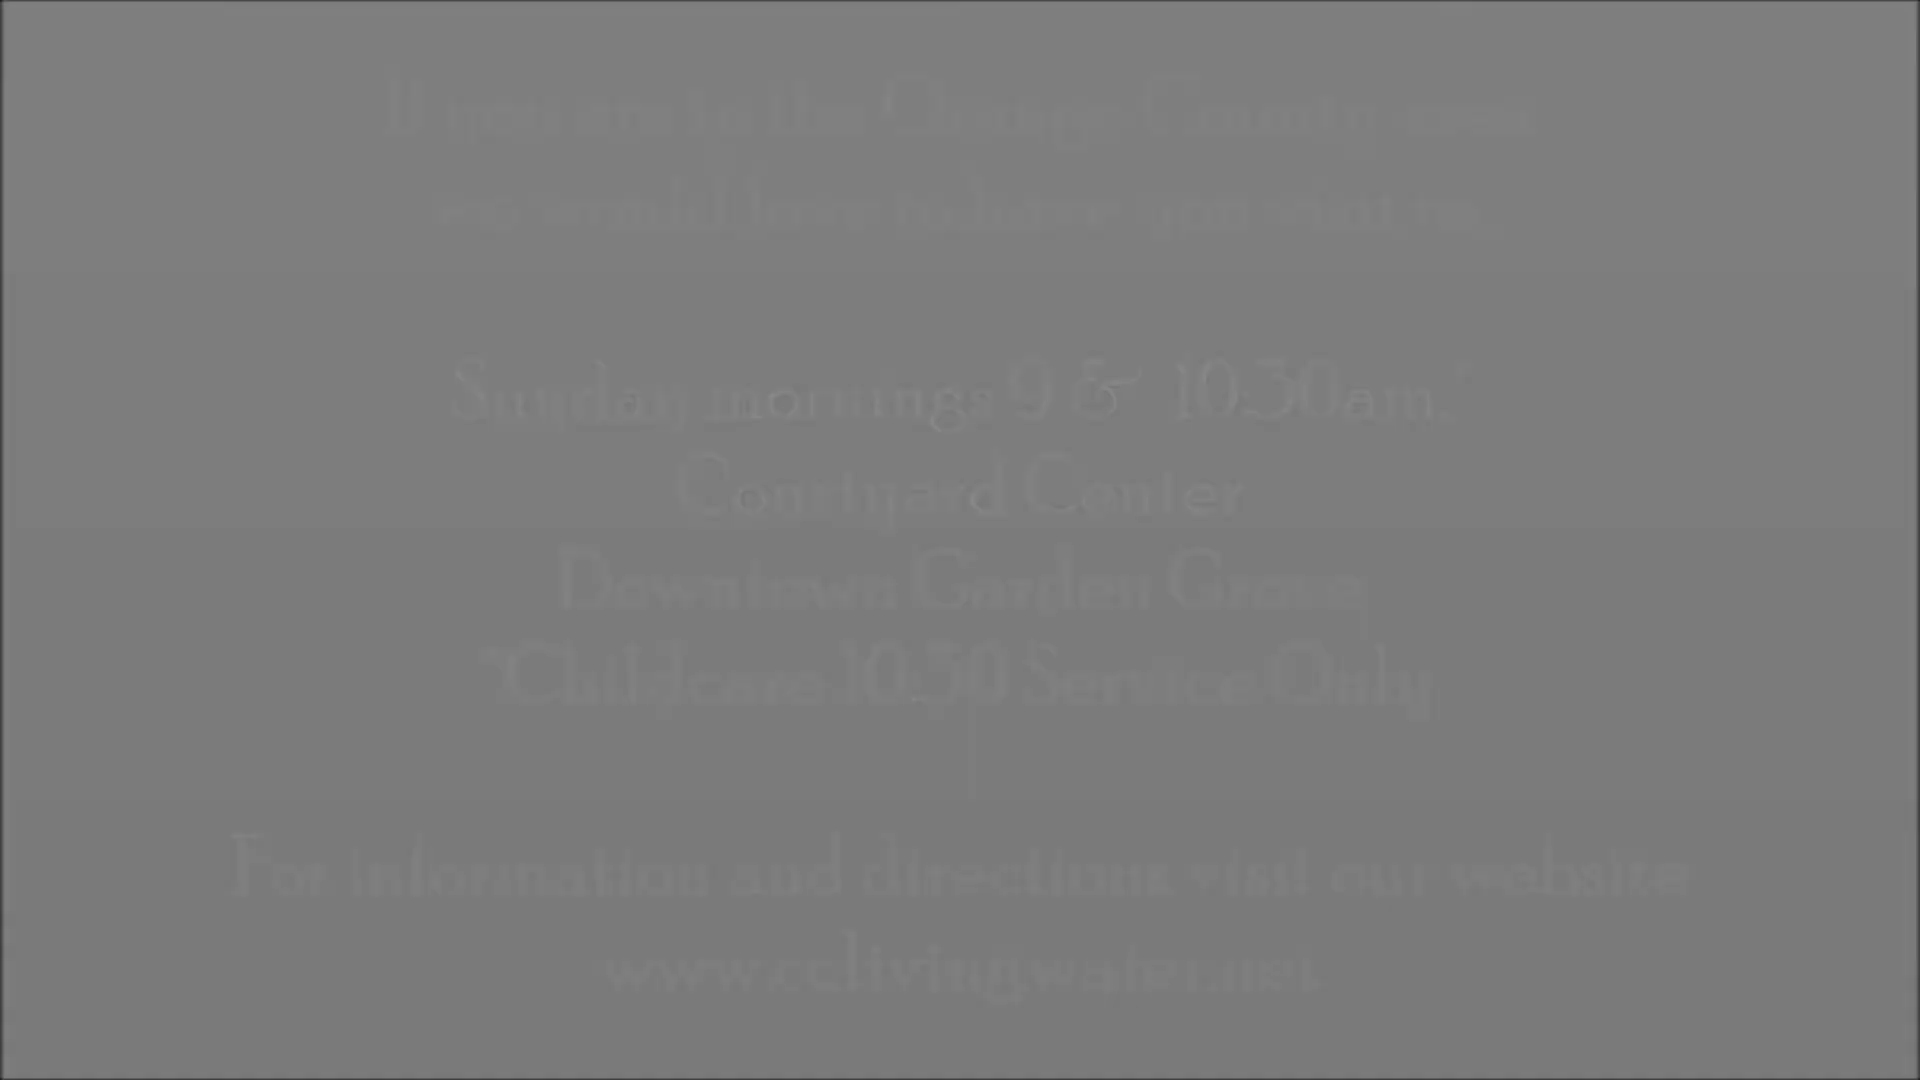 If you are in the Orange County area
we would love to have you visit us.
Sunday mornings 9 & 10:30am.*
Courtyard Center
Downtown Garden Grove
*Childcare 10:30 Service Only
For information and directions visit our website
www.cclivingwater.net